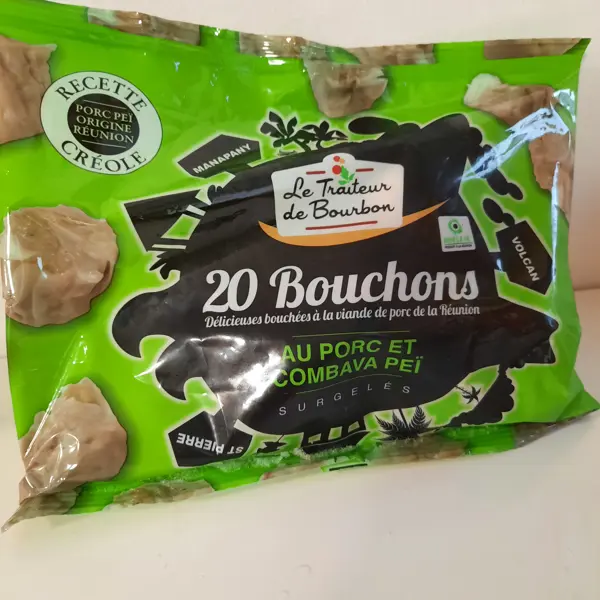 RECETTE
PORC PEÏ
ORIGINE
RÉUNION
CRÉOLE
MANAPANY
Le Traiteur
de Bourbon
VOLCAN
20 Bouchons
Délicieuses bouchées à la viande de porc de la Réunion
AU PORC ET
COMBAVA PEÏ
SURGELÉS
ST PIERRE